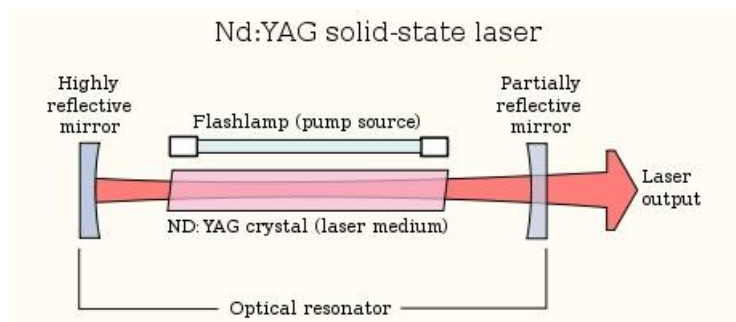 Nd:YAG solid-state laser
Highly
reflective
mirror
Partially
reflective
mirror
Flashlamp (pump source)
Laser
output
ND: YAG crystal (laser medium)
Optical resonator